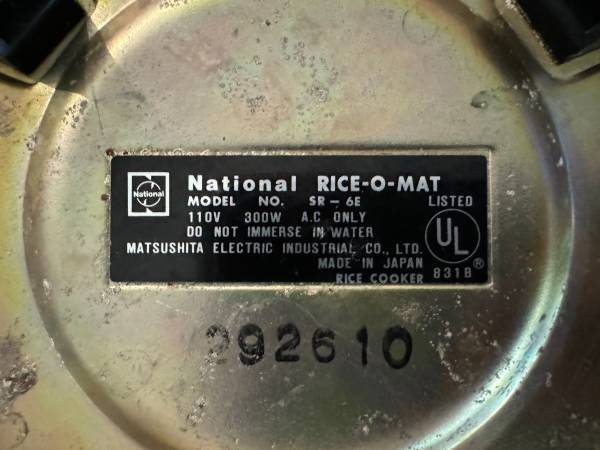 National
National RICE-O-MAT
MODEL NO. SR-6E LISTED
110V 300W A.C ONLY
DO NOT IMMERSE IN WATER
UL
MATSUSHITA ELECTRIC INDUSTRIAL CO., LTD.
MADE IN JAPAN ®
RICE COOKER 831B
292610